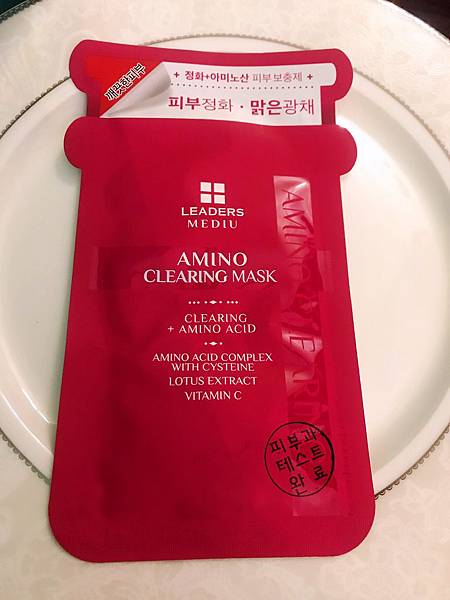 깨끗한피부
+ 정화+아미노산 피부 보충제 +
피부정화 · 맑은광채
LEADERS
MEDIU
AMINO
CLEARING MASK
CLEARING
+ AMINO ACID
AMINO ACID COMPLEX
WITH CYSTEINE
LOTUS EXTRACT
VITAMIN C
AMINO
피부과
테스트
완료